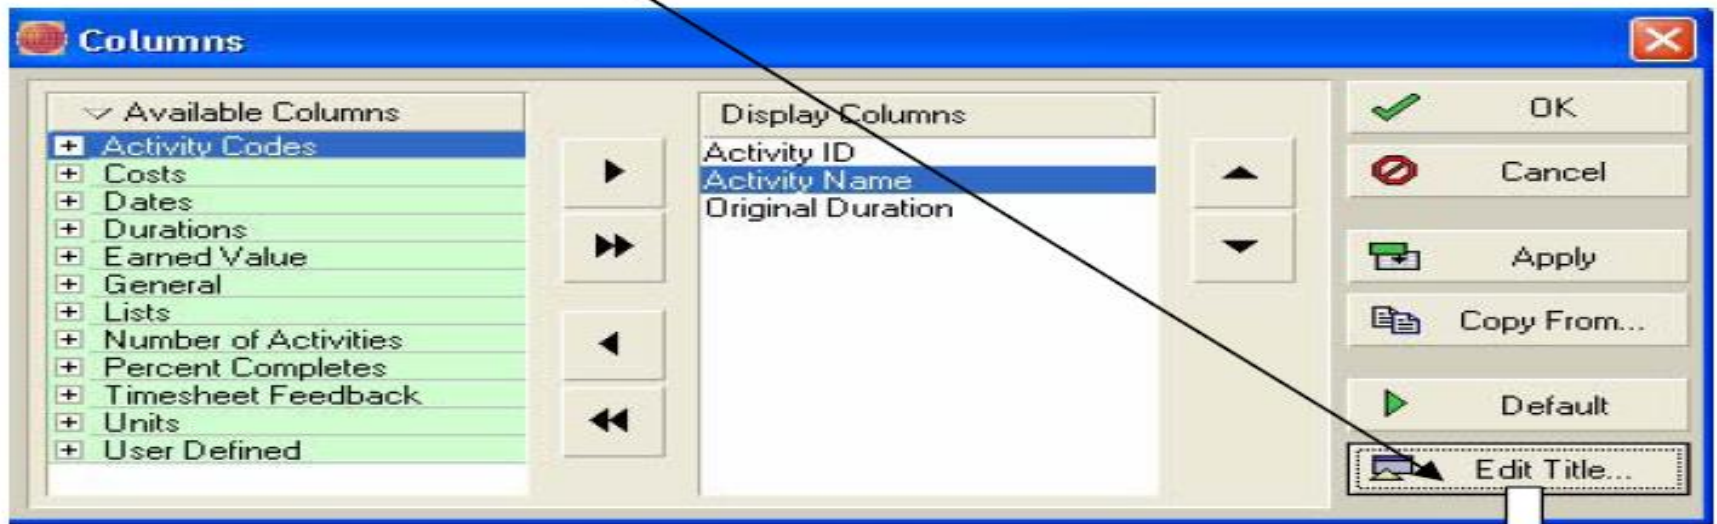 Columns
Available Columns
Activity Codes
Costs
Dates
Durations
Earned Value
General
Lists
Number of Activities
Percent Completes
Timesheet Feedback
Units
User Defined
Display Columns
Activity ID
Activity Name
Original Duration
OK
Cancel
Apply
Copy From...
Default
Edit Title...